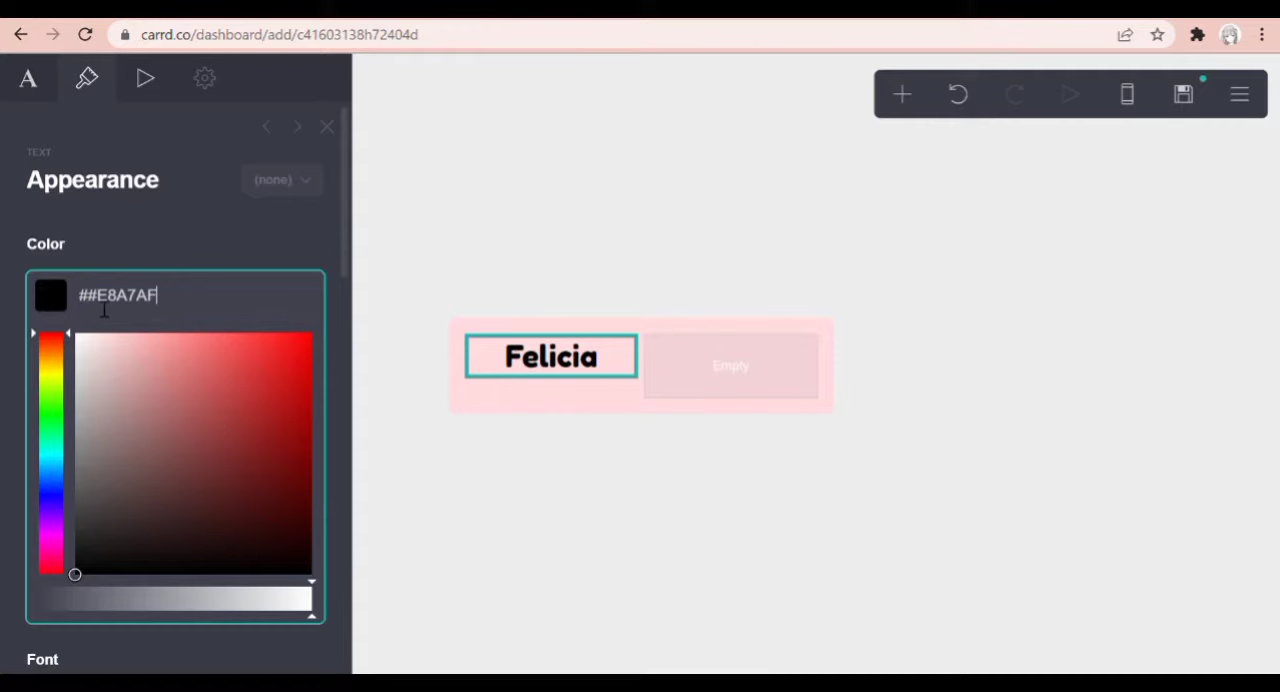 carrd.co/dashboard/add/c41603138h72404d
A
TEXT
Appearance
(none)
Color
##E8A7AF
Font
Felicia
Empty